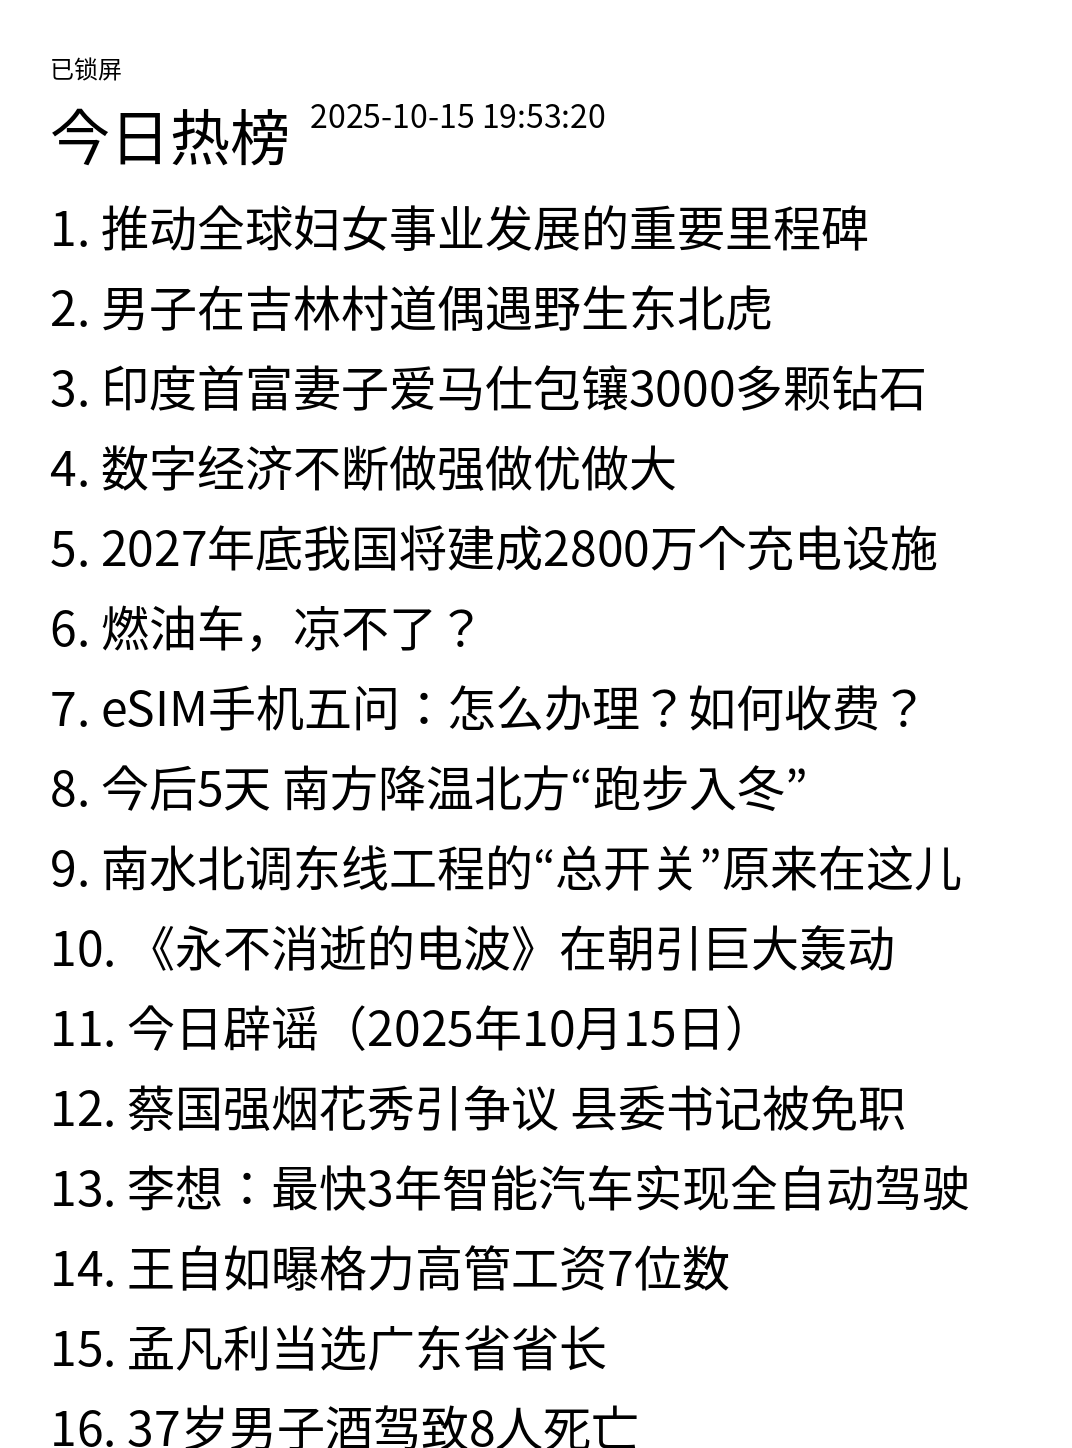 已锁屏
今日热榜 2025-10-15 19:53:20
1. 推动全球妇女事业发展的重要里程碑
2. 男子在吉林村道偶遇野生东北虎
3. 印度首富妻子爱马仕包镶3000多颗钻石
4. 数字经济不断做强做优做大
5. 2027年底我国将建成2800万个充电设施
6. 燃油车，凉不了？
7. eSIM手机五问：怎么办理？如何收费？
8. 今后5天 南方降温北方“跑步入冬”
9. 南水北调东线工程的“总开关”原来在这儿
10. 《永不消逝的电波》在朝引巨大轰动
11. 今日辟谣（2025年10月15日）
12. 蔡国强烟花秀引争议 县委书记被免职
13. 李想：最快3年智能汽车实现全自动驾驶
14. 王自如曝格力高管工资7位数
15. 孟凡利当选广东省省长
16. 37岁男子酒驾致8人死亡